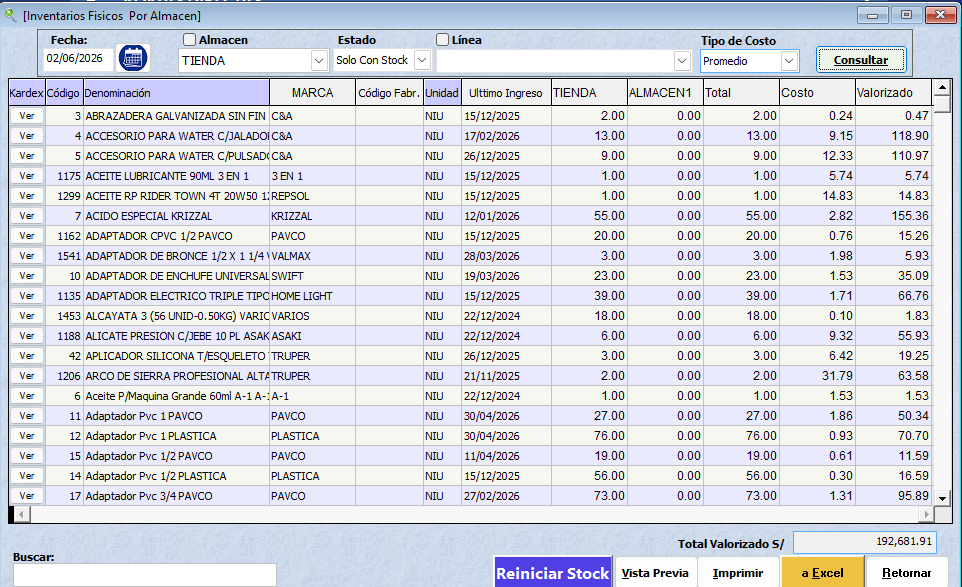 [Inventarios Fisicos Por Almacen]
Fecha: Almacen Estado Línea Tipo de Costo
02/06/2026 TIENDA Solo Con Stock Promedio Consultar
Kardex Código Denominación MARCA Código Fabr. Unidad Ultimo Ingreso TIENDA ALMACEN1 Total Costo Valorizado
Ver 3 ABRAZADERA GALVANIZADA SIN FIN C&A NIU 15/12/2025 2.00 0.00 2.00 0.24 0.47
Ver 4 ACCESORIO PARA WATER C/JALADO C&A NIU 17/02/2026 13.00 0.00 13.00 9.15 118.90
Ver 5 ACCESORIO PARA WATER C/PULSAD C&A NIU 26/12/2025 9.00 0.00 9.00 12.33 110.97
Ver 1175 ACEITE LUBRICANTE 90ML 3 EN 1 3 EN 1 NIU 15/12/2025 1.00 0.00 1.00 5.74 5.74
Ver 1299 ACEITE RP RIDER TOWN 4T 20W50 12 REPSOL NIU 15/12/2025 1.00 0.00 1.00 14.83 14.83
Ver 7 ACIDO ESPECIAL KRIZZAL KRIZZAL NIU 12/01/2026 55.00 0.00 55.00 2.82 155.36
Ver 1162 ADAPTADOR CPVC 1/2 PAVCO PAVCO NIU 15/12/2025 20.00 0.00 20.00 0.76 15.26
Ver 1541 ADAPTADOR DE BRONCE 1/2 X 1 1/4 VALMAX NIU 28/03/2026 3.00 0.00 3.00 1.98 5.93
Ver 10 ADAPTADOR DE ENCHUFE UNIVERSAL SWIFT NIU 19/03/2026 23.00 0.00 23.00 1.53 35.09
Ver 1135 ADAPTADOR ELECTRICO TRIPLE TIPO HOME LIGHT NIU 15/12/2025 39.00 0.00 39.00 1.71 66.76
Ver 1453 ALCAYATA 3 (56 UNID-0.50KG) VARIO VARIOS NIU 22/12/2024 18.00 0.00 18.00 0.10 1.83
Ver 1188 ALICATE PRESION C/JEBE 10 PL ASAK ASAKI NIU 22/12/2024 6.00 0.00 6.00 9.32 55.93
Ver 42 APLICADOR SILICONA T/ESQUELETO TRUPER NIU 26/12/2025 3.00 0.00 3.00 6.42 19.25
Ver 1206 ARCO DE SIERRA PROFESIONAL ALTA TRUPER NIU 21/11/2025 2.00 0.00 2.00 31.79 63.58
Ver 6 Aceite P/Maquina Grande 60ml A-1 A-1 A-1 NIU 22/12/2024 1.00 0.00 1.00 1.53 1.53
Ver 11 Adaptador Pvc 1 PAVCO PAVCO NIU 30/04/2026 27.00 0.00 27.00 1.86 50.34
Ver 12 Adaptador Pvc 1 PLASTICA PLASTICA NIU 30/04/2026 76.00 0.00 76.00 0.93 70.70
Ver 15 Adaptador Pvc 1/2 PAVCO PAVCO NIU 11/04/2026 19.00 0.00 19.00 0.61 11.59
Ver 14 Adaptador Pvc 1/2 PLASTICA PLASTICA NIU 15/12/2025 56.00 0.00 56.00 0.30 16.59
Ver 17 Adaptador Pvc 3/4 PAVCO PAVCO NIU 27/02/2026 73.00 0.00 73.00 1.31 95.89
Total Valorizado S/ 192,681.91
Buscar:
Reiniciar Stock Vista Previa Imprimir a Excel Retornar